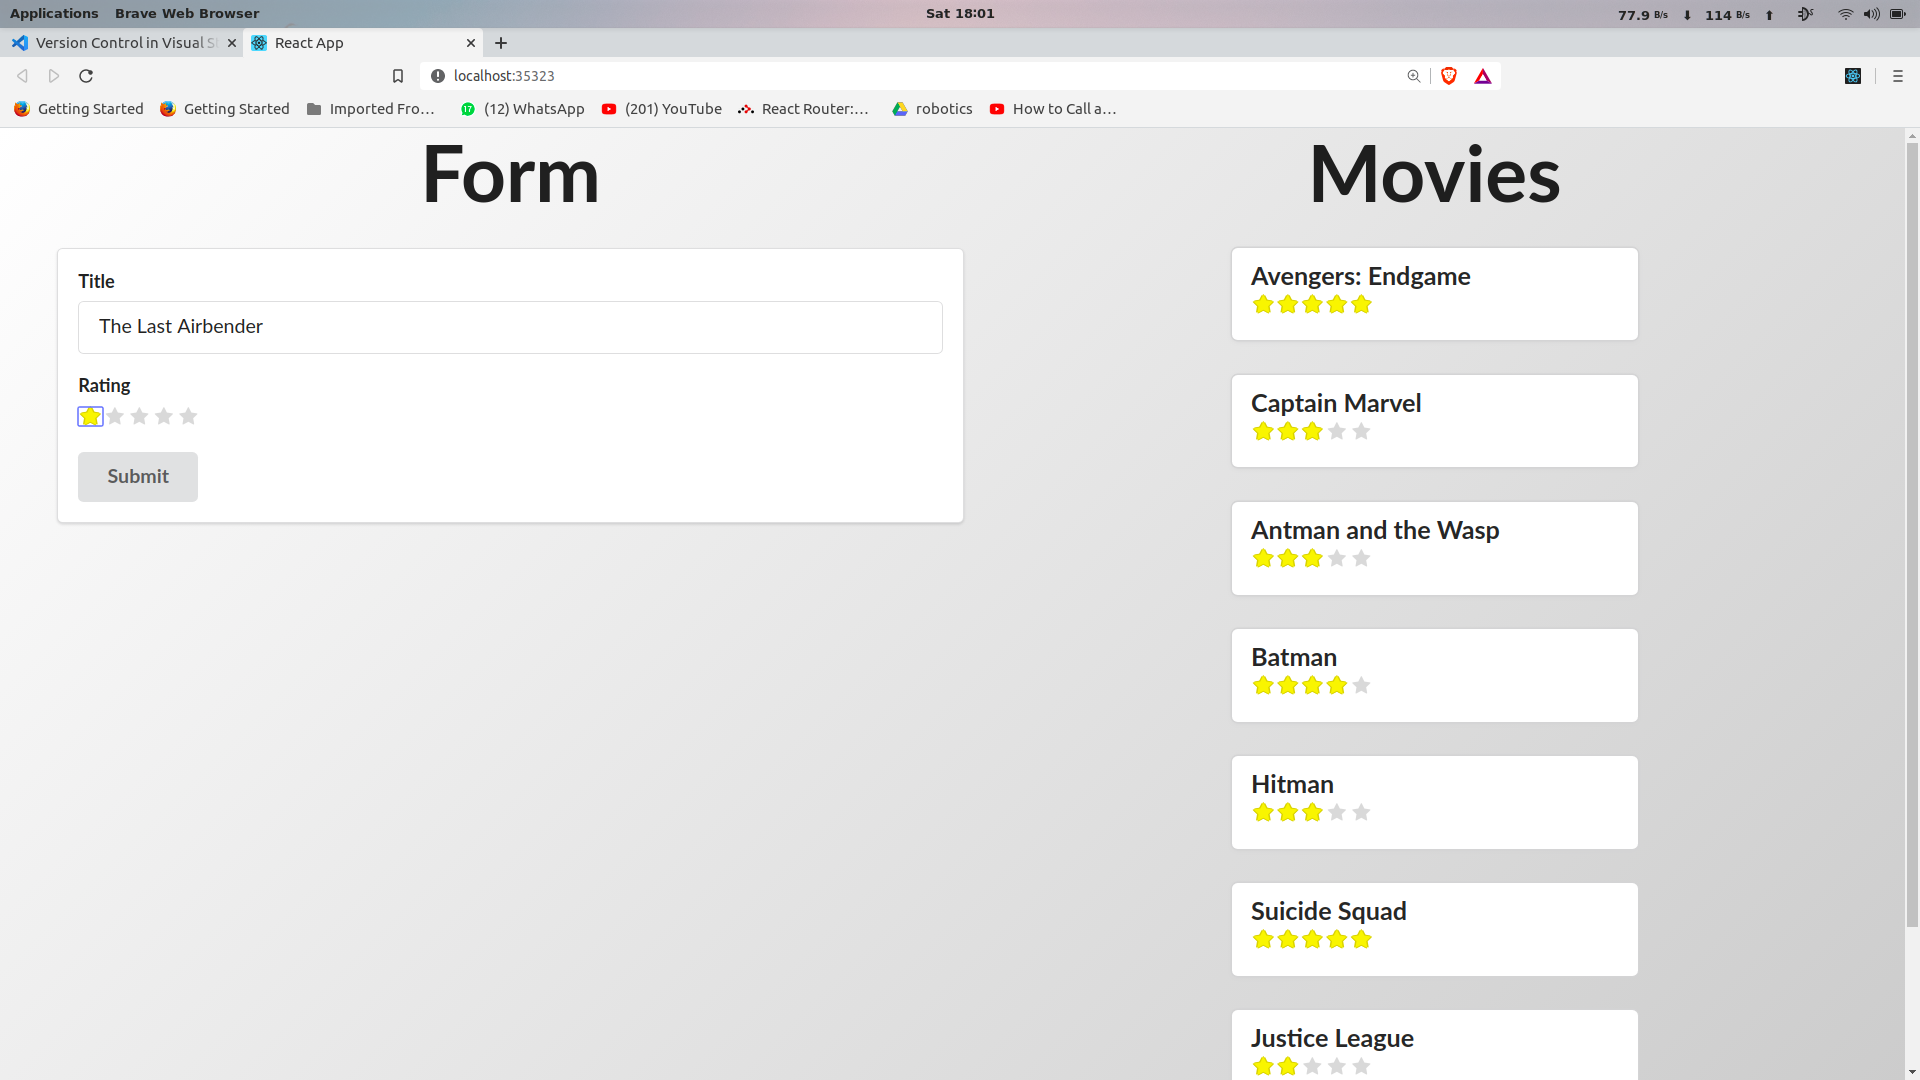 Applications Brave Web Browser Sat 18:01 77.9 B/s ⬇ 114 B/s ⬆
Version Control in Visual S React App
localhost:35323
Getting Started Getting Started Imported Fro... 17 (12) WhatsApp (201) YouTube React Router:... robotics How to Call a...
Form
Title
The Last Airbender
Rating
Submit
Movies
Avengers: Endgame
Captain Marvel
Antman and the Wasp
Batman
Hitman
Suicide Squad
Justice League